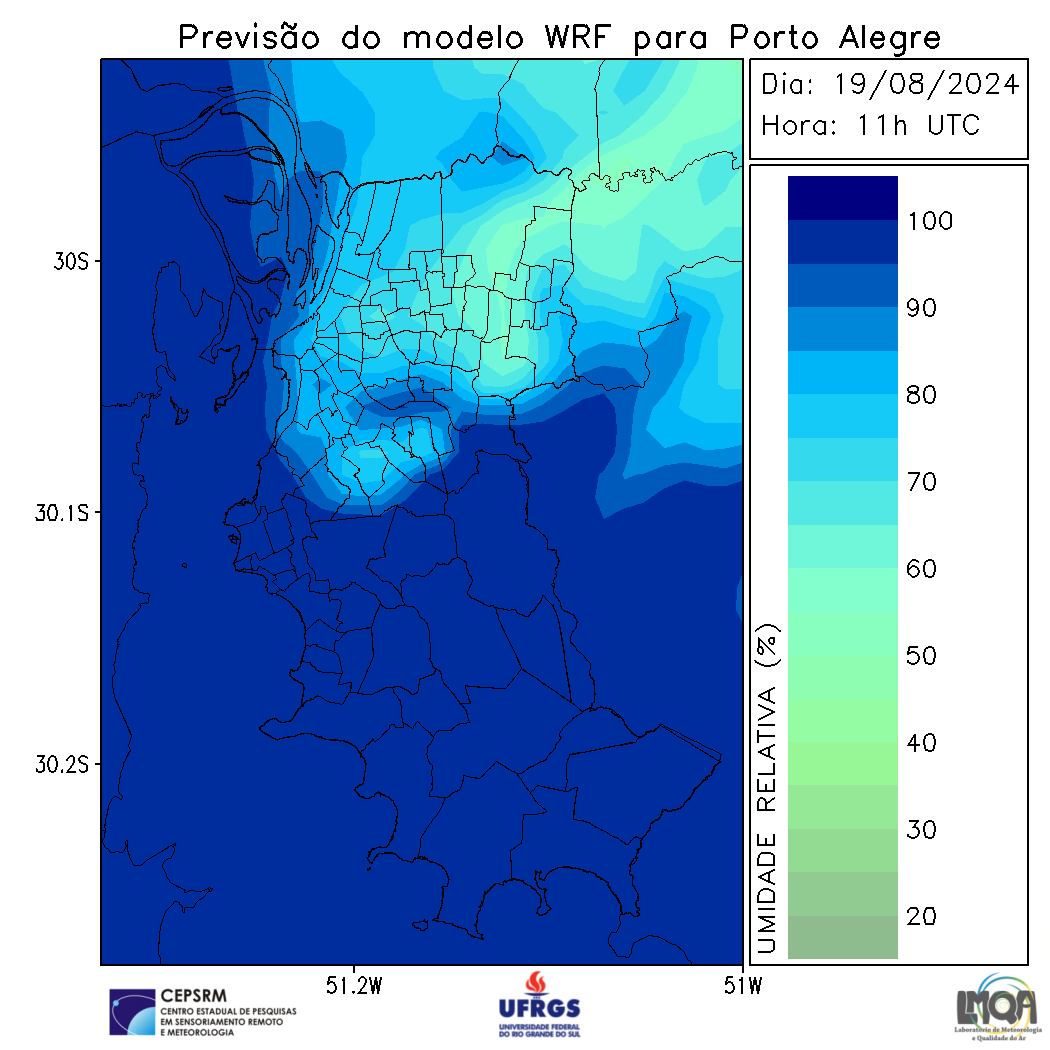 Previsão do modelo WRF para Porto Alegre
Dia: 19/08/2024
Hora: 11h UTC
30S
30.1S
30.2S
51.2W
51W
UMIDADE RELATIVA (%)
100
90
80
70
60
50
40
30
20
CEPSRM
CENTRO ESTADUAL DE PESQUISAS
EM SENSORIAMENTO REMOTO
E METEOROLOGIA
UFRGS
UNIVERSIDADE FEDERAL
DO RIO GRANDE DO SUL
LMQA
Laboratório de Meteorologia
e Qualidade do Ar